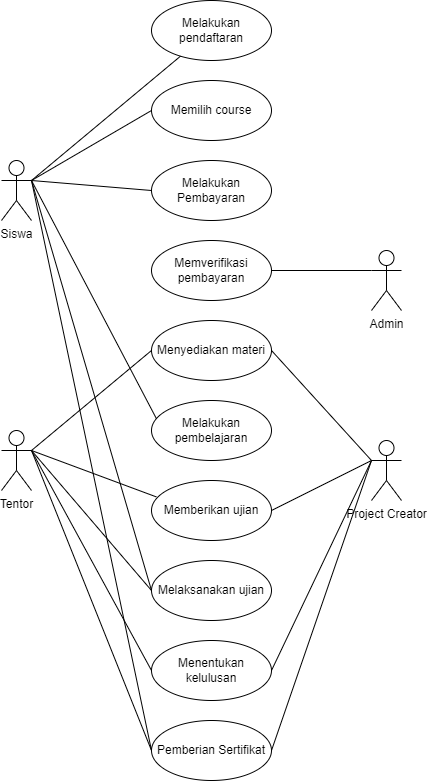 Melakukan
pendaftaran
Memilih course
Melakukan
Pembayaran
Siswa
Memverifikasi
pembayaran
Admin
Menyediakan materi
Melakukan
pembelajaran
Tentor
Memberikan ujian
Project Creator
Melaksanakan ujian
Menentukan
kelulusan
Pemberian Sertifikat